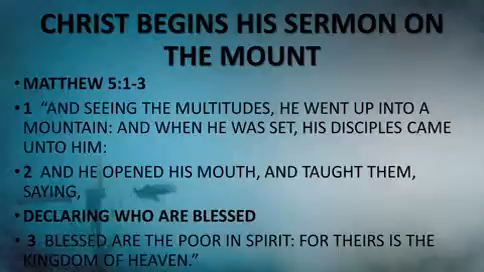 CHRIST BEGINS HIS SERMON ON
THE MOUNT
• MATTHEW 5:1-3
• 1 “AND SEEING THE MULTITUDES, HE WENT UP INTO A
MOUNTAIN: AND WHEN HE WAS SET, HIS DISCIPLES CAME
UNTO HIM:
• 2 AND HE OPENED HIS MOUTH, AND TAUGHT THEM,
SAYING,
• DECLARING WHO ARE BLESSED
• 3 BLESSED ARE THE POOR IN SPIRIT: FOR THEIRS IS THE
KINGDOM OF HEAVEN.”